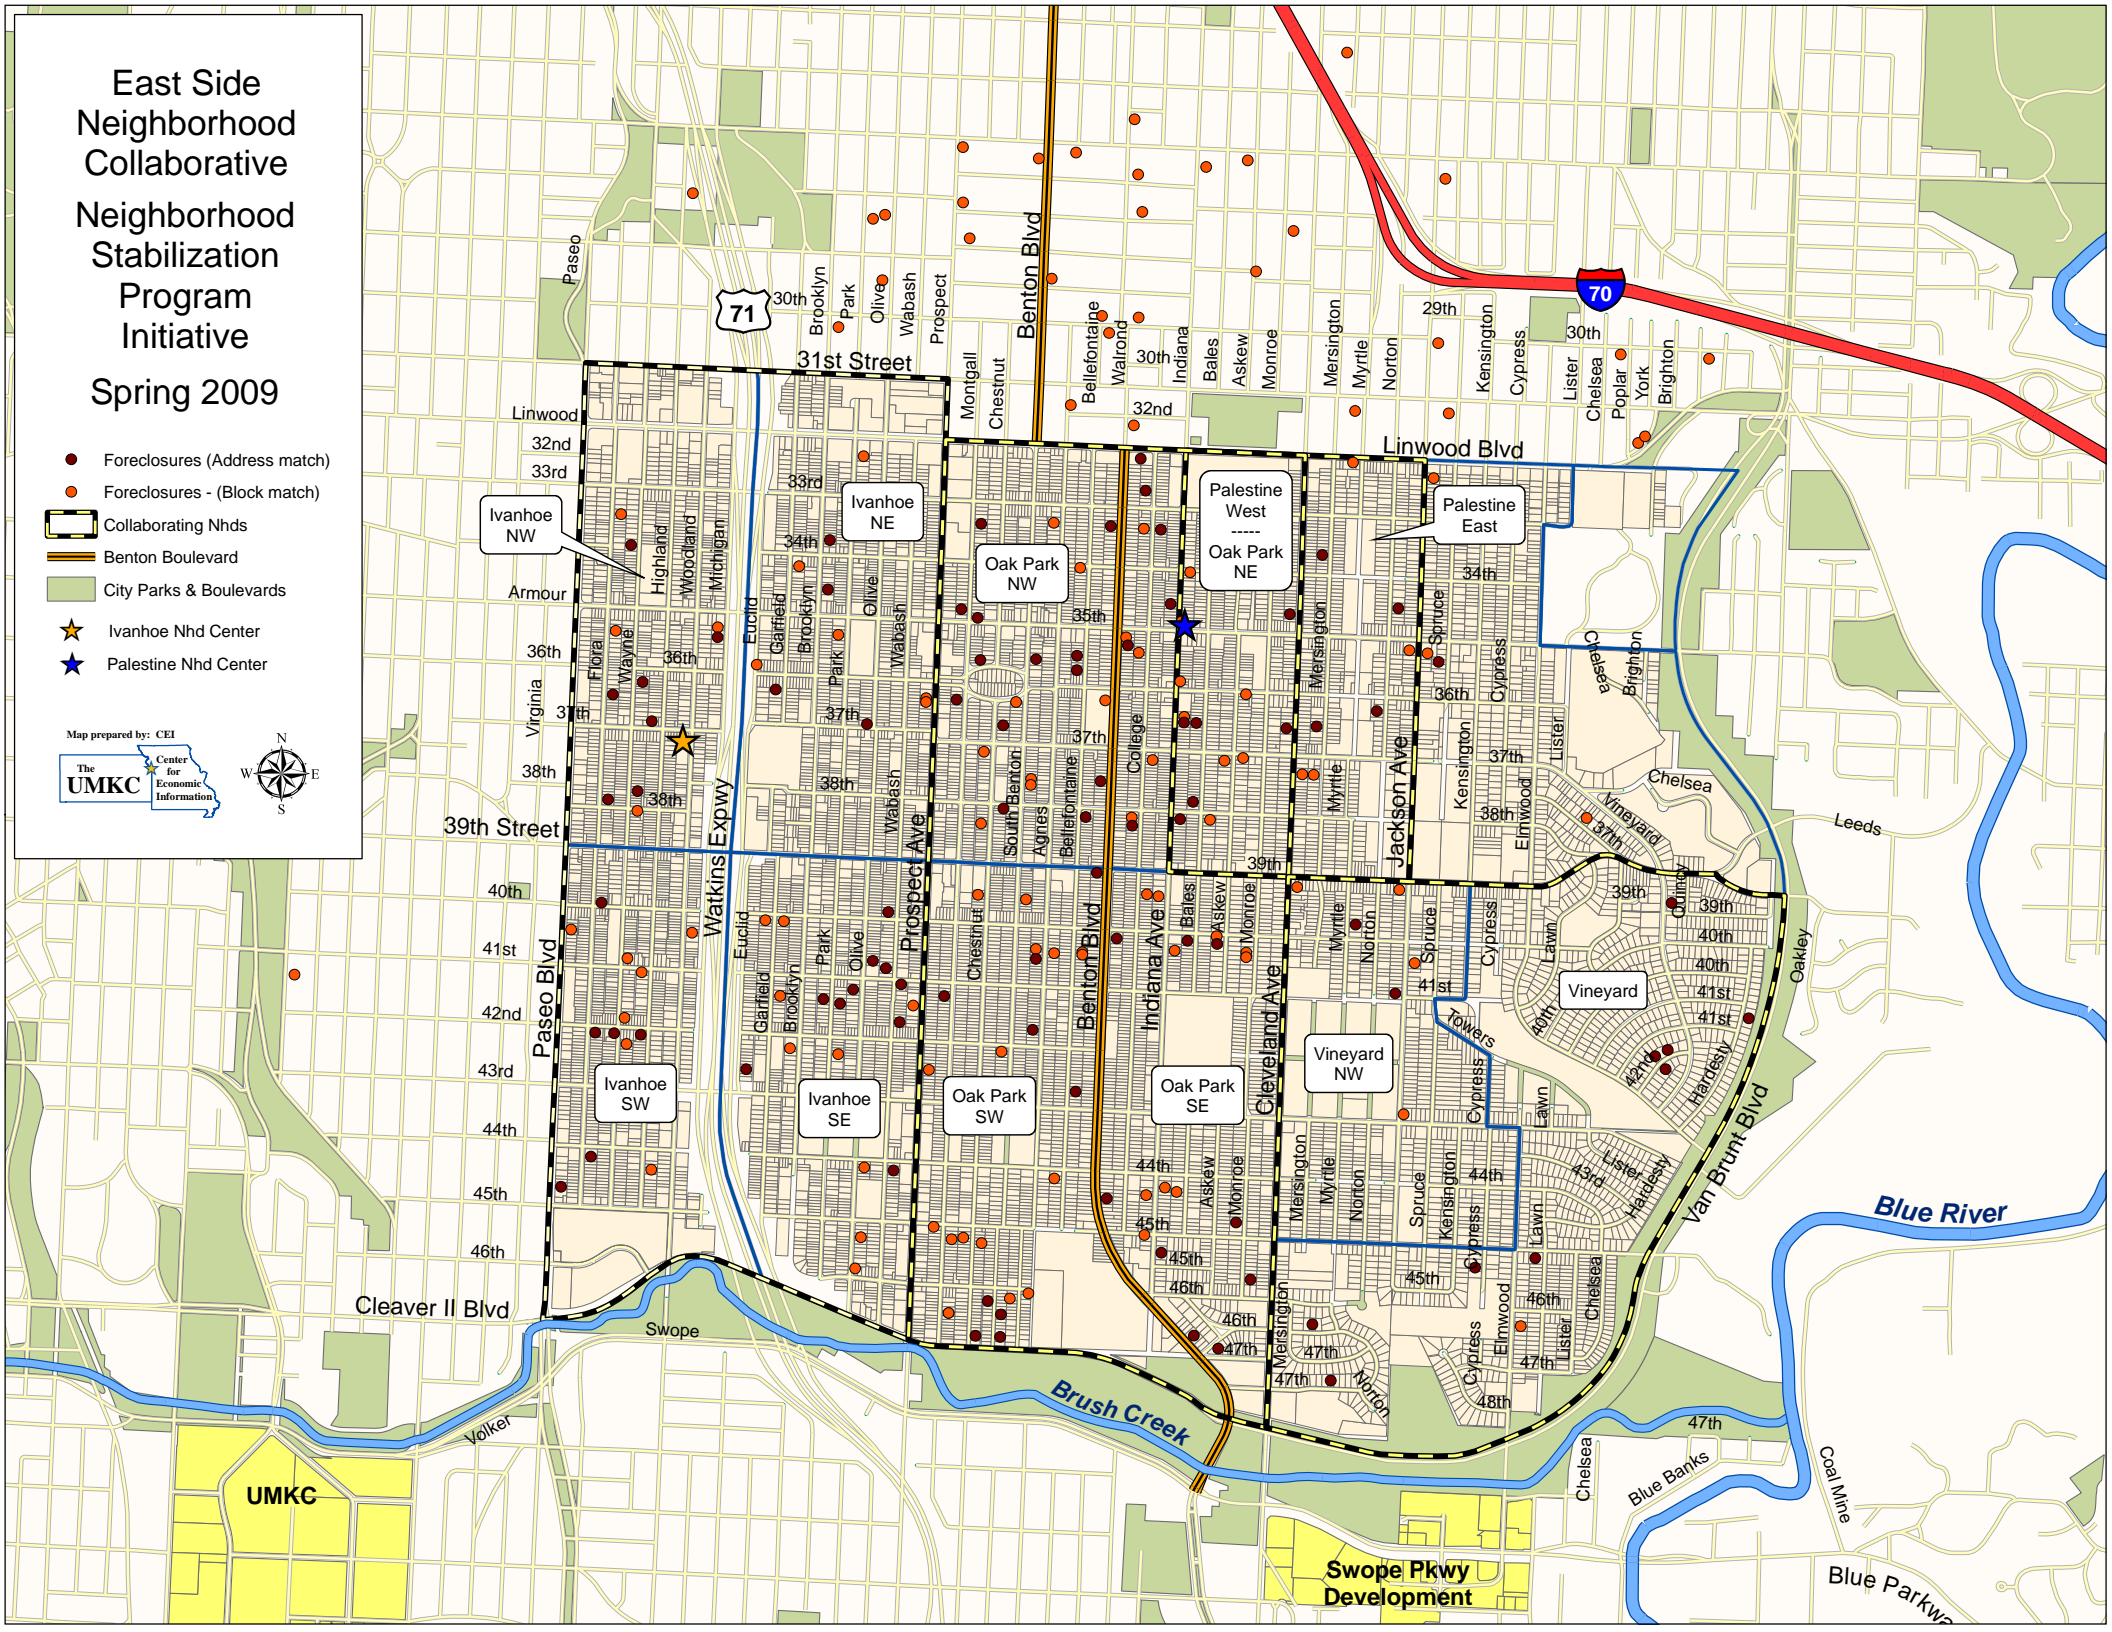 East Side
Neighborhood
Collaborative
Neighborhood
Stabilization
Program
Initiative
Spring 2009
Foreclosures (Address match)
Foreclosures - (Block match)
Collaborating Nhds
Benton Boulevard
City Parks & Boulevards
Ivanhoe Nhd Center
Palestine Nhd Center
Map prepared by: CEI
The
UMKC
Center
for
Economic
Information
N
W
E
S
Paseo
71
30th
Brooklyn
Park
Olive
Wabash
Prospect
Benton Blvd
70
29th
30th
Bellefontaine
Walrond
30th
Indiana
Bales
Askew
Monroe
Mersington
Myrtle
Norton
Kensington
Cypress
Lister
Chelsea
Poplar
York
Brighton
31st Street
Montgall
Chestnut
32nd
Linwood
32nd
33rd
Linwood Blvd
33rd
Ivanhoe
NW
Ivanhoe
NE
Palestine
West
-----
Oak Park
NE
Palestine
East
Oak Park
NW
Highland
Woodland
Michigan
34th
34th
Armour
Euclid
Garfield
Brooklyn
Olive
Wabash
35th
Mersington
Spruce
Cypress
Chelsea
Brighton
36th
Flora
Wayne
36th
Park
36th
Virginia
37th
37th
37th
College
37th
Kensington
Lister
38th
38th
38th
Wabash
South Benton
Agnes
Bellefontaine
Myrtle
Jackson Ave
38th
Elmwood
Chelsea
Vineyard
37th
Leeds
39th Street
Watkins Expwy
Prospect Ave
39th
39th
Quincy
39th
40th
Euclid
Park
Olive
Chestnut
Benton Blvd
Indiana Ave
Bales
Askew
Monroe
Myrtle
Norton
Spruce
Cypress
Lawn
40th
40th
Oakley
41st
Paseo Blvd
41st
41st
41st
Vineyard
42nd
Garfield
Brooklyn
Cleveland Ave
Towers
40th
42nd
Hardesty
43rd
Ivanhoe
SW
Ivanhoe
SE
Oak Park
SW
Oak Park
SE
Vineyard
NW
Cypress
Lawn
Van Brunt Blvd
44th
44th
Askew
Monroe
Mersington
Myrtle
Norton
Spruce
Kensington
44th
Lister
43rd
Hardesty
45th
45th
Cypress
Lawn
Blue River
46th
45th
46th
45th
46th
Chelsea
Cleaver II Blvd
Swope
46th
47th
Mersington
47th
47th
Norton
Cypress
Elmwood
47th
Lister
48th
Brush Creek
Volker
47th
Chelsea
Blue Banks
Coal Mine
UMKC
Swope Pkwy
Development
Blue Parkwa